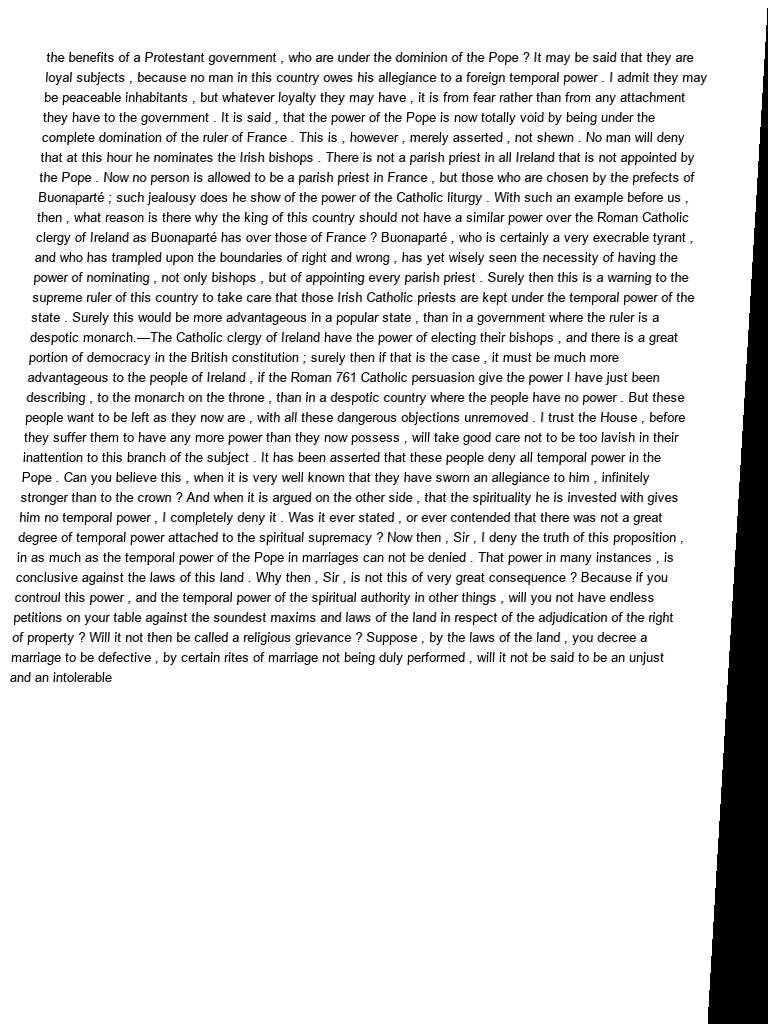 the benefits of a Protestant government , who are under the dominion of the Pope ? It may be said that they are
loyal subjects , because no man in this country owes his allegiance to a foreign temporal power . I admit they may
be peaceable inhabitants , but whatever loyalty they may have , it is from fear rather than from any attachment
they have to the government . It is said , that the power of the Pope is now totally void by being under the
complete domination of the ruler of France . This is , however , merely asserted , not shewn . No man will deny
that at this hour he nominates the Irish bishops . There is not a parish priest in all Ireland that is not appointed by
the Pope . Now no person is allowed to be a parish priest in France , but those who are chosen by the prefects of
Buonaparté ; such jealousy does he show of the power of the Catholic liturgy . With such an example before us ,
then , what reason is there why the king of this country should not have a similar power over the Roman Catholic
clergy of Ireland as Buonaparté has over those of France ? Buonaparté , who is certainly a very execrable tyrant ,
and who has trampled upon the boundaries of right and wrong , has yet wisely seen the necessity of having the
power of nominating , not only bishops , but of appointing every parish priest . Surely then this is a warning to the
supreme ruler of this country to take care that those Irish Catholic priests are kept under the temporal power of the
state . Surely this would be more advantageous in a popular state , than in a government where the ruler is a
despotic monarch.—The Catholic clergy of Ireland have the power of electing their bishops , and there is a great
portion of democracy in the British constitution ; surely then if that is the case , it must be much more
advantageous to the people of Ireland , if the Roman 761 Catholic persuasion give the power I have just been
describing , to the monarch on the throne , than in a despotic country where the people have no power . But these
people want to be left as they now are , with all these dangerous objections unremoved . I trust the House , before
they suffer them to have any more power than they now possess , will take good care not to be too lavish in their
inattention to this branch of the subject . It has been asserted that these people deny all temporal power in the
Pope . Can you believe this , when it is very well known that they have sworn an allegiance to him , infinitely
stronger than to the crown ? And when it is argued on the other side , that the spirituality he is invested with gives
him no temporal power , I completely deny it . Was it ever stated , or ever contended that there was not a great
degree of temporal power attached to the spiritual supremacy ? Now then , Sir , I deny the truth of this proposition ,
in as much as the temporal power of the Pope in marriages can not be denied . That power in many instances , is
conclusive against the laws of this land . Why then , Sir , is not this of very great consequence ? Because if you
controul this power , and the temporal power of the spiritual authority in other things , will you not have endless
petitions on your table against the soundest maxims and laws of the land in respect of the adjudication of the right
of property ? Will it not then be called a religious grievance ? Suppose , by the laws of the land , you decree a
marriage to be defective , by certain rites of marriage not being duly performed , will it not be said to be an unjust
and an intolerable